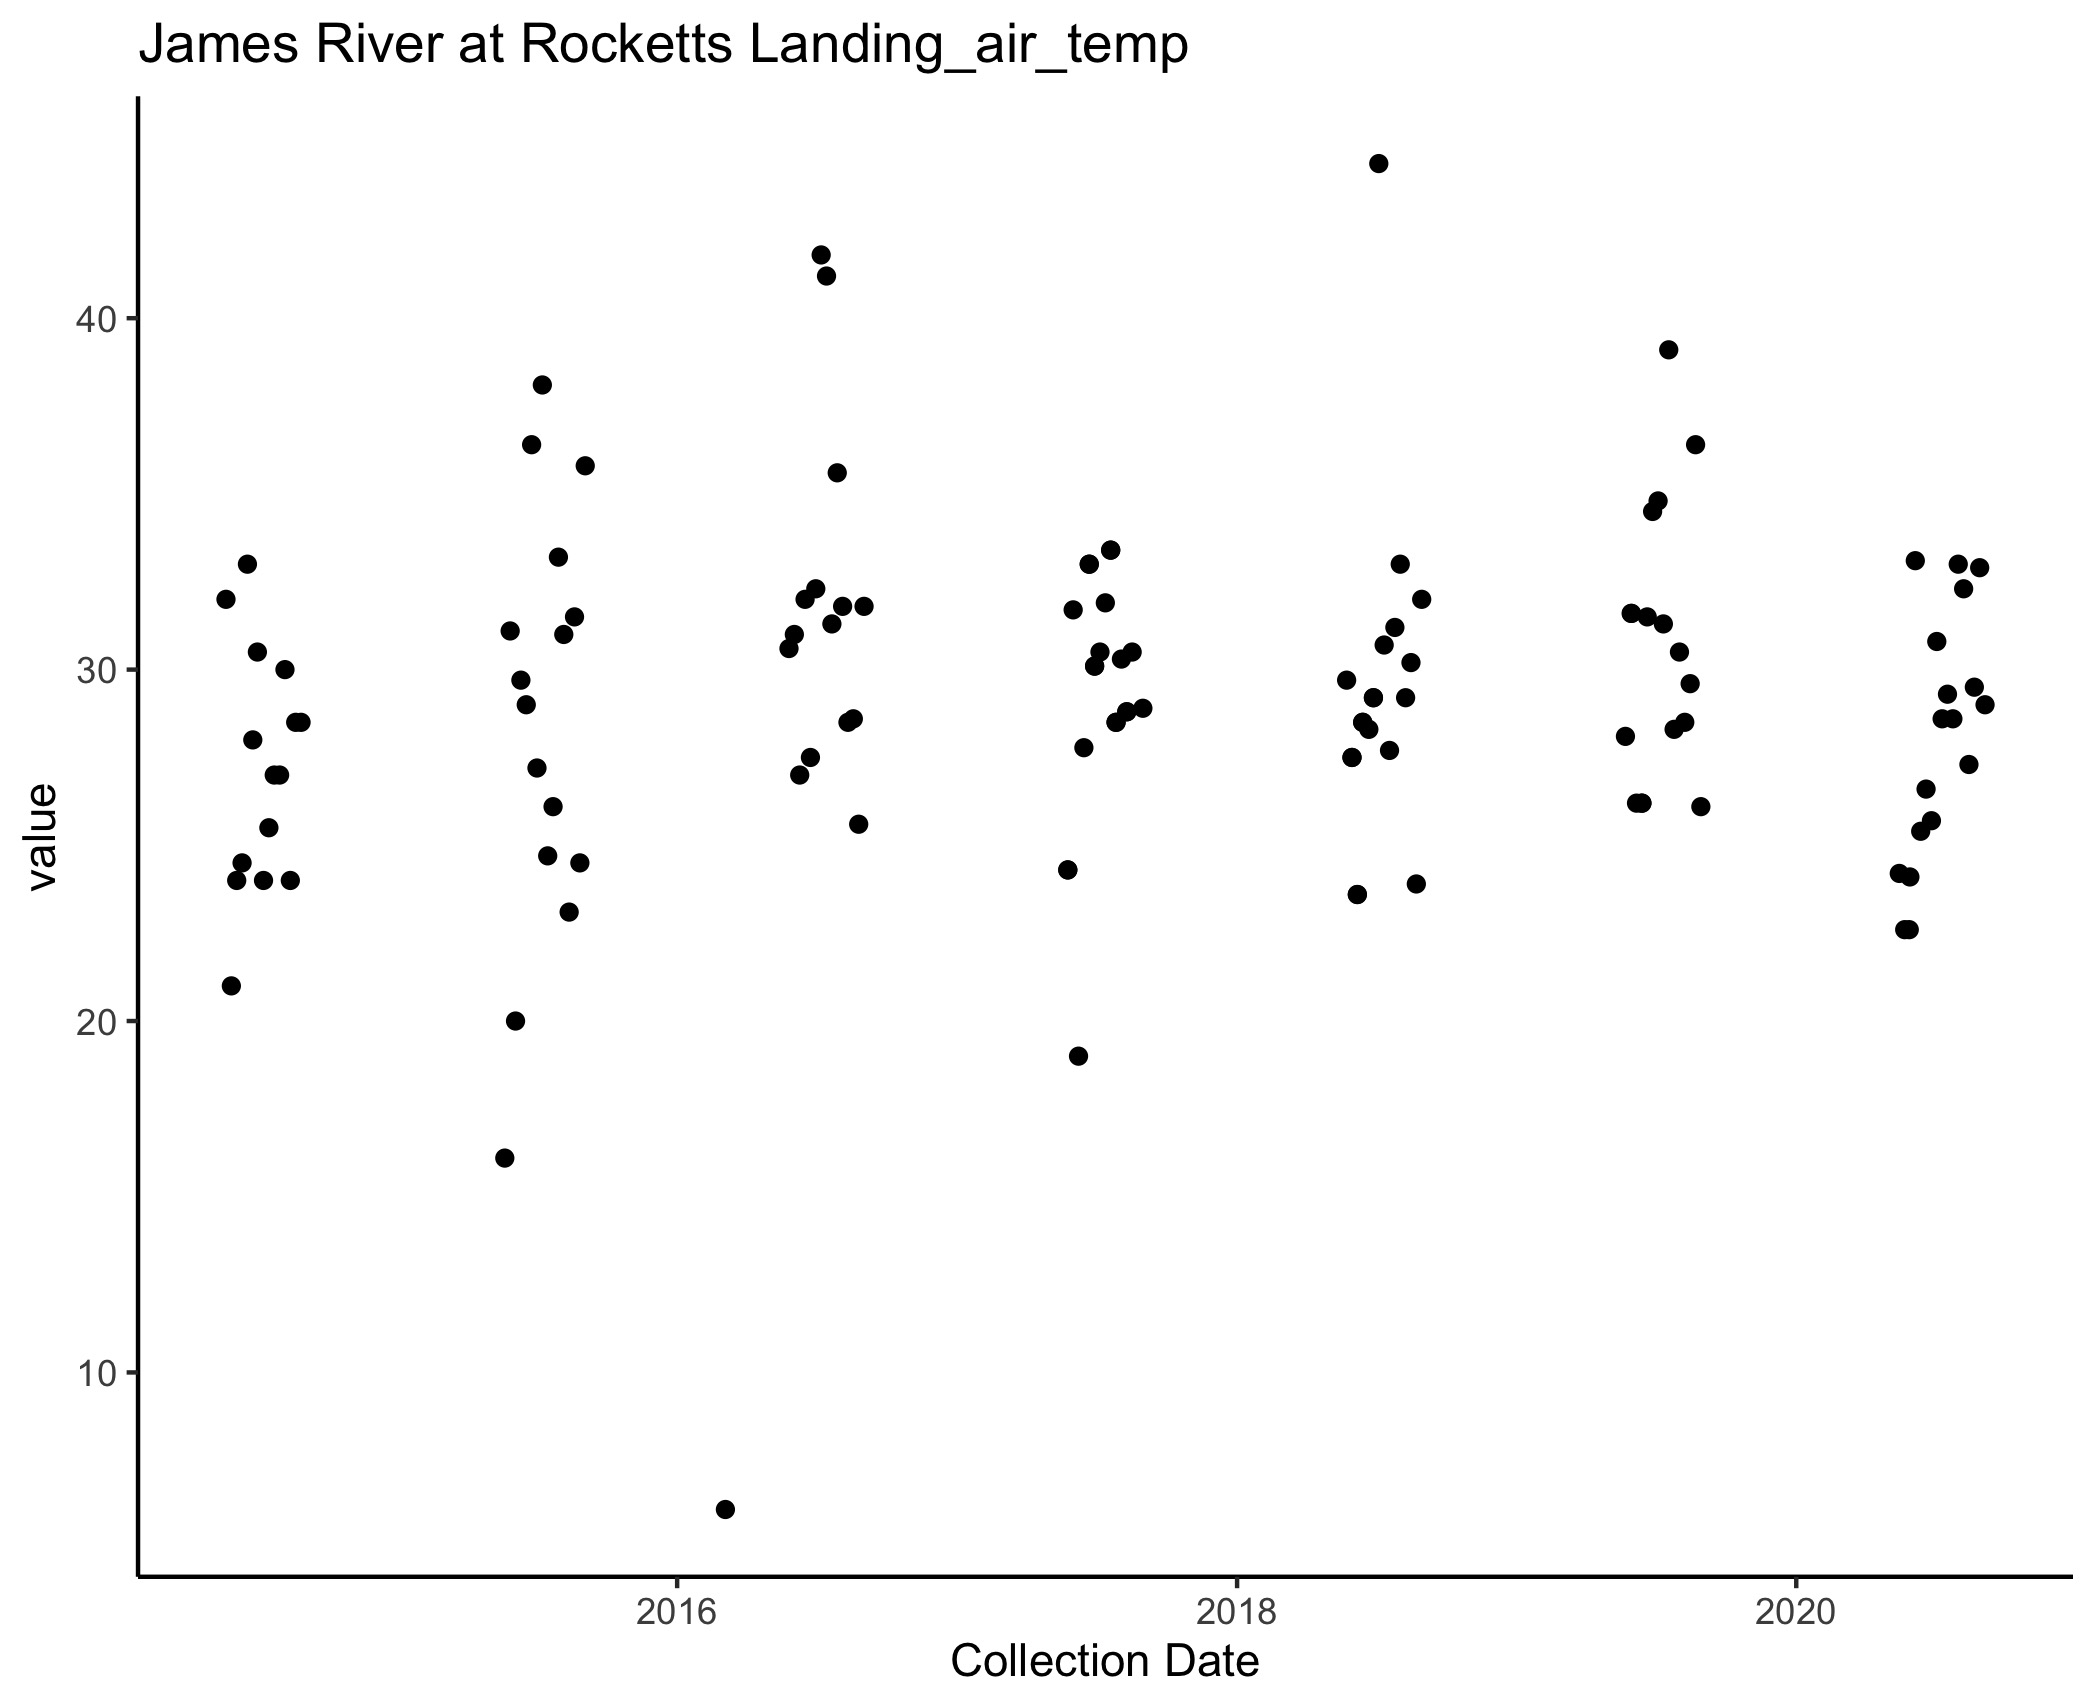 James River at Rocketts Landing_air_temp
value
40
30
20
10
2016
2018
2020
Collection Date